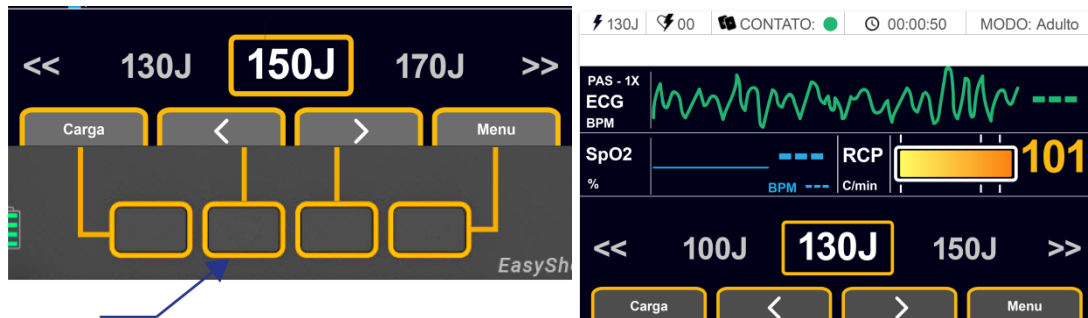 << 130J 150J 170J >>
Carga < > Menu
EasySh
130J 00 CONTATO: 00:00:50 MODO: Adulto
PAS - 1X
ECG ---
BPM
SpO2 --- RCP 101
% BPM --- C/min
<< 100J 130J 150J >>
Carga < > Menu